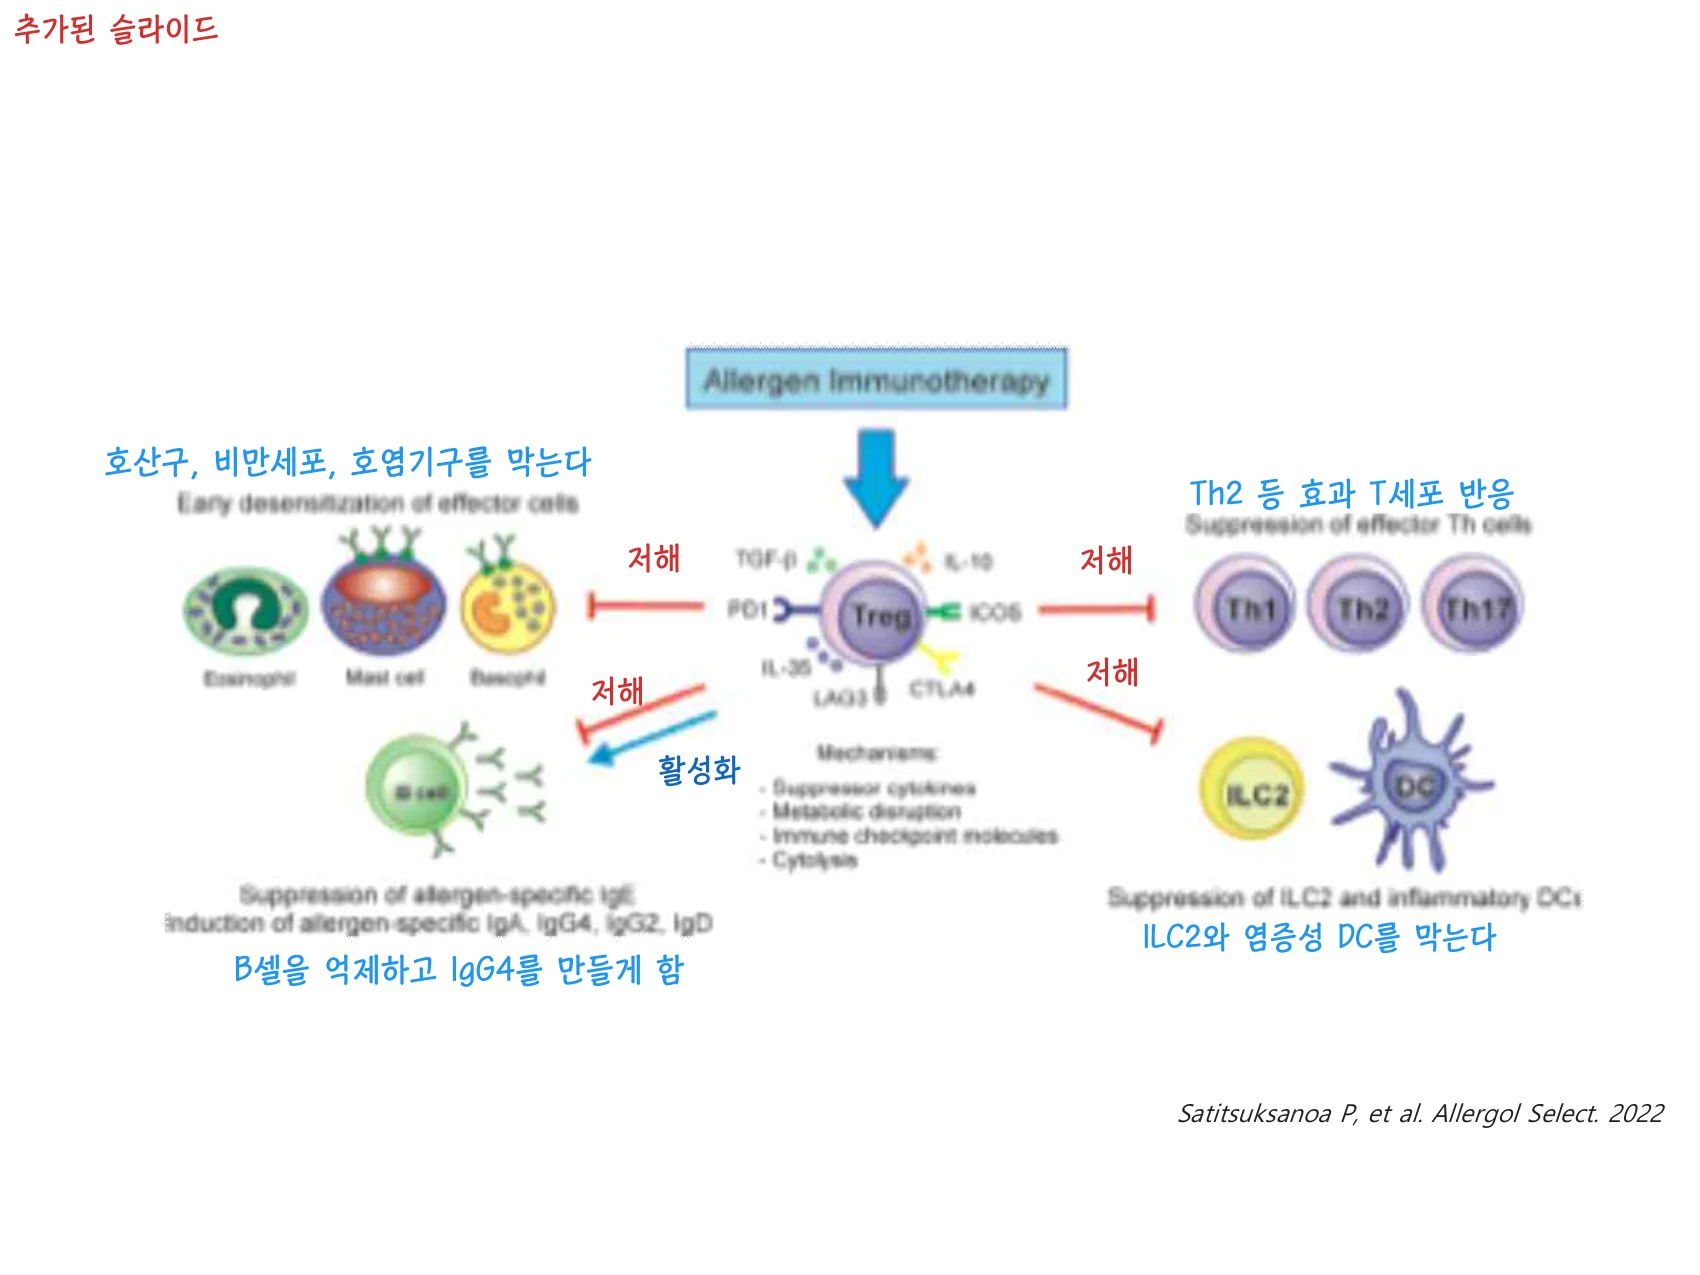 추가된 슬라이드
Allergen Immunotherapy
호산구, 비만세포, 호염기구를 막는다
Early desensitization of effector cells
Th2 등 효과 T세포 반응
Suppression of effector Th cells
저해
저해
TGF-β
IL-10
PD1
Treg
ICOS
Th1
Th2
Th17
IL-35
LAG3
CTLA4
Eosinophil
Mast cell
Basophil
저해
저해
활성화
B cell
Mechanisms:
- Suppressor cytokines
- Metabolic disruption
- Immune checkpoint molecules
- Cytolysis
ILC2
DC
Suppression of allergen-specific IgE
Induction of allergen-specific IgA, IgG4, IgG2, IgD
B셀을 억제하고 IgG4를 만들게 함
Suppression of ILC2 and inflammatory DCs
ILC2와 염증성 DC를 막는다
Satitsuksanoa P, et al. Allergol Select. 2022